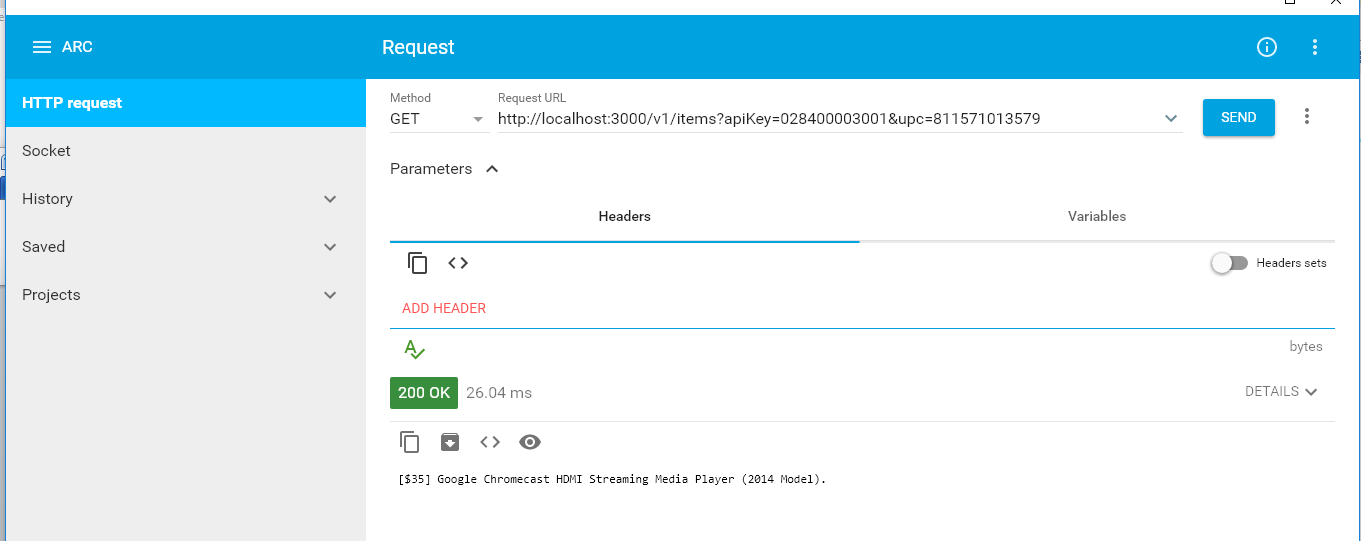 ARC
Request
HTTP request
Socket
History
Saved
Projects
Method
Request URL
GET
http://localhost:3000/v1/items?apiKey=028400003001&upc=811571013579
SEND
Parameters
Headers
Variables
Headers sets
ADD HEADER
A
bytes
200 OK
26.04 ms
DETAILS
[$35] Google Chromecast HDMI Streaming Media Player (2014 Model).